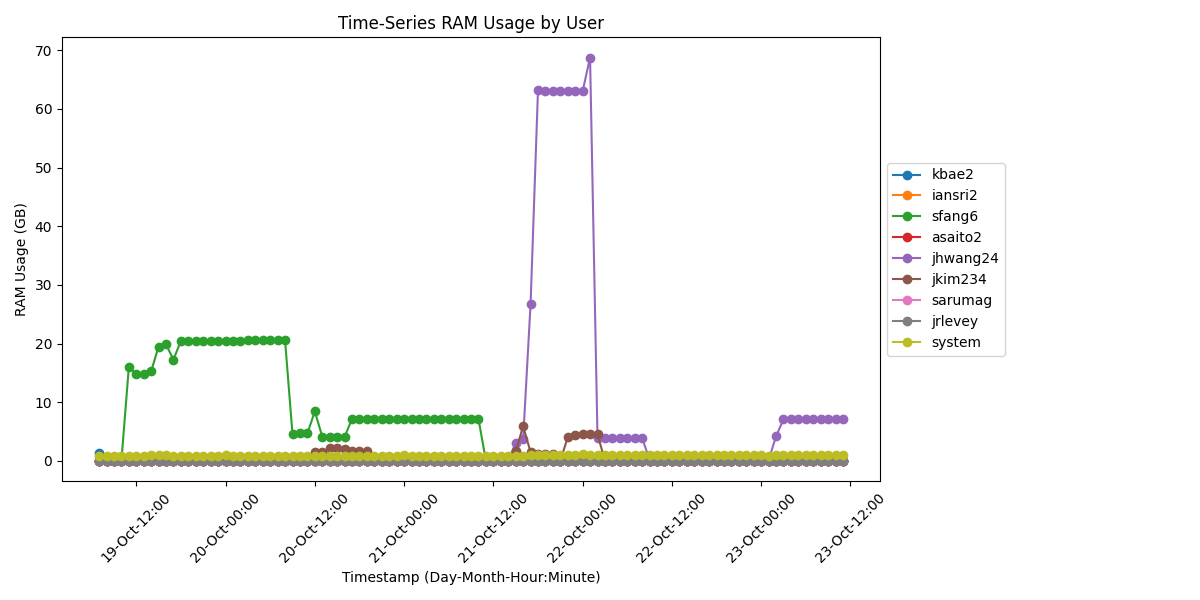 Time-Series RAM Usage by User
70
60
50
40
30
20
10
0
RAM Usage (GB)
19-Oct-12:00
20-Oct-00:00
20-Oct-12:00
21-Oct-00:00
21-Oct-12:00
22-Oct-00:00
22-Oct-12:00
23-Oct-00:00
23-Oct-12:00
Timestamp (Day-Month-Hour:Minute)
kbae2
iansri2
sfang6
asaito2
jhwang24
jkim234
sarumag
jrlevey
system